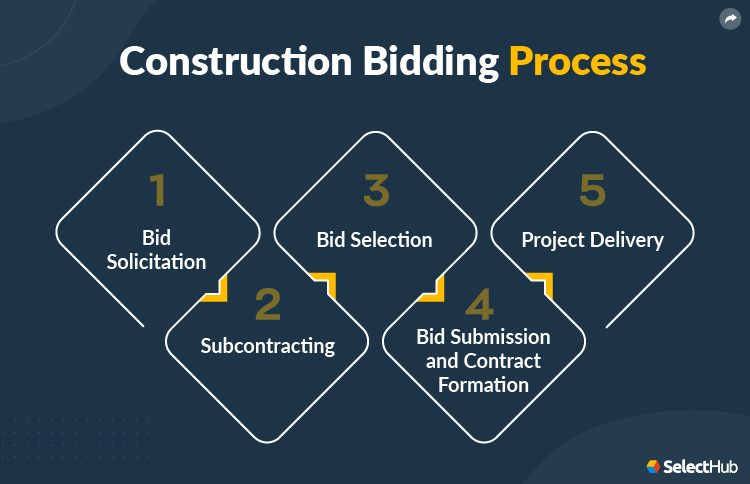 Construction Bidding Process
1
Bid
Solicitation
2
Subcontracting
3
Bid Selection
4
Bid Submission
and Contract
Formation
5
Project Delivery
SelectHub